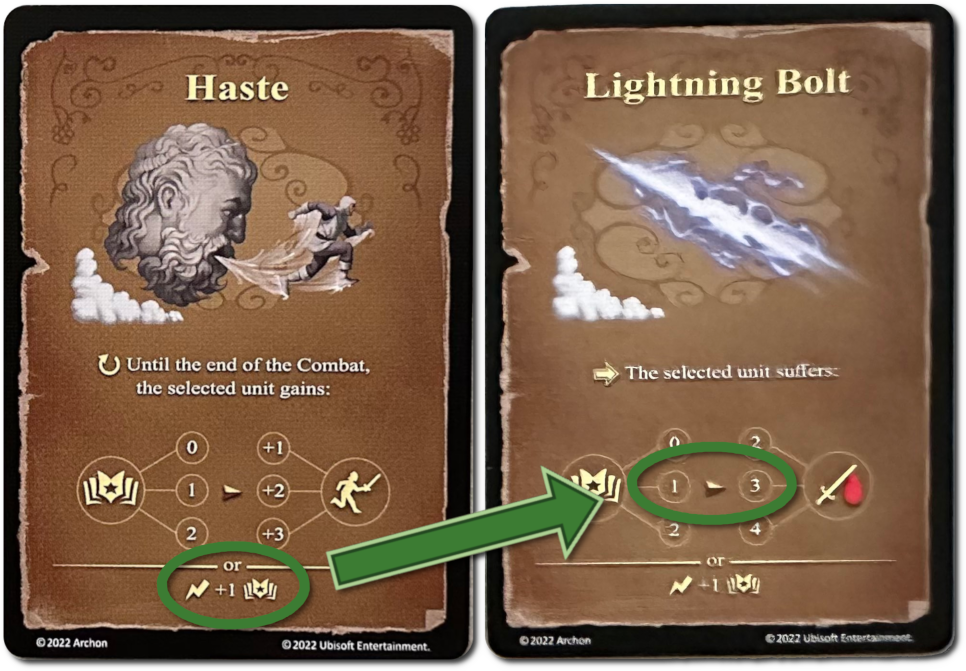 Haste
Until the end of the Combat,
the selected unit gains:
0 +1
1 +2
2 +3
or
+1
© 2022 Archon © 2022 Ubisoft Entertainment.
Lightning Bolt
The selected unit suffers:
0 2
1 3
2 4
or
+1
© 2022 Archon © 2022 Ubisoft Entertainment.